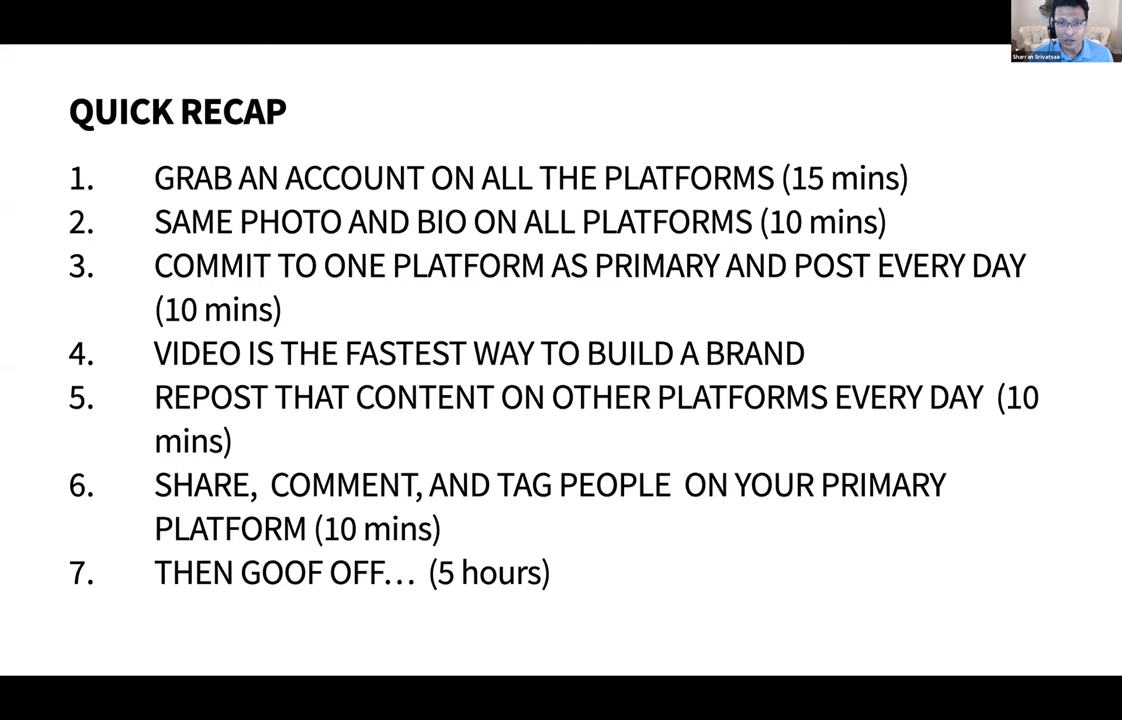 Sharran Srivatsaa
QUICK RECAP
1. GRAB AN ACCOUNT ON ALL THE PLATFORMS (15 mins)
2. SAME PHOTO AND BIO ON ALL PLATFORMS (10 mins)
3. COMMIT TO ONE PLATFORM AS PRIMARY AND POST EVERY DAY
(10 mins)
4. VIDEO IS THE FASTEST WAY TO BUILD A BRAND
5. REPOST THAT CONTENT ON OTHER PLATFORMS EVERY DAY (10
mins)
6. SHARE, COMMENT, AND TAG PEOPLE ON YOUR PRIMARY
PLATFORM (10 mins)
7. THEN GOOF OFF... (5 hours)